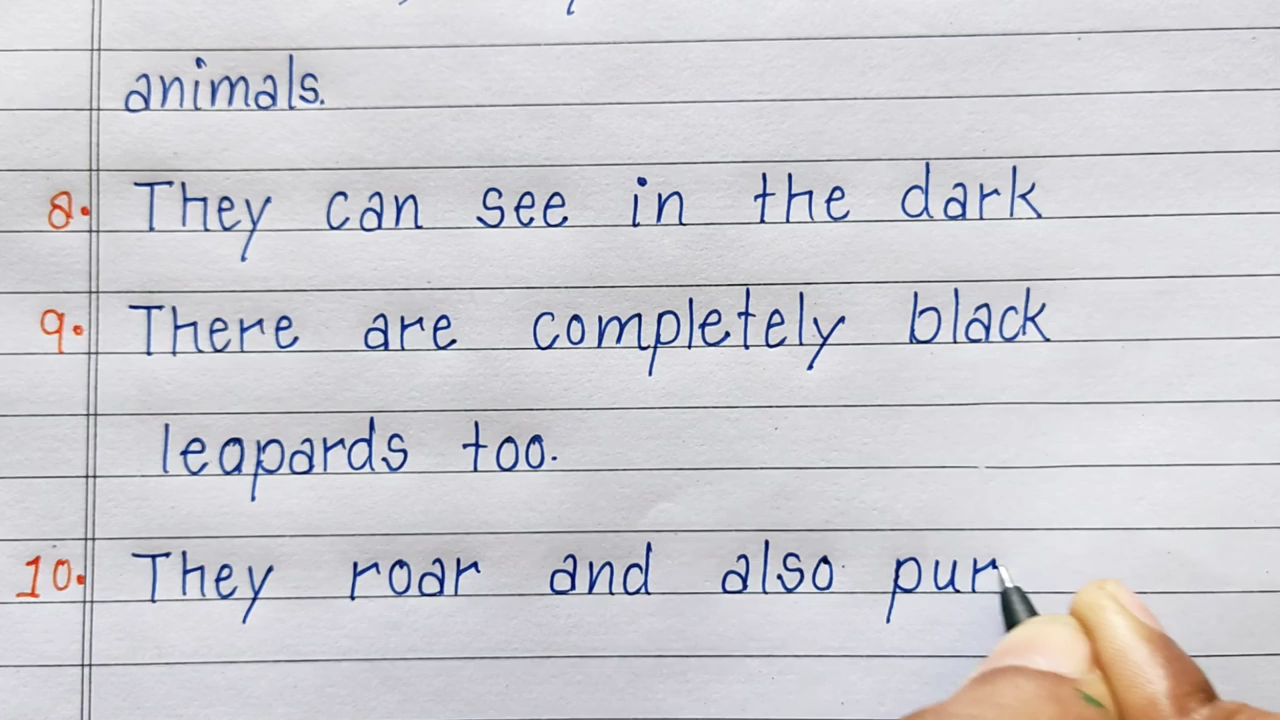 animals.
8. They can see in the dark
9. There are completely black
leopards too.
10. They roar and also pur